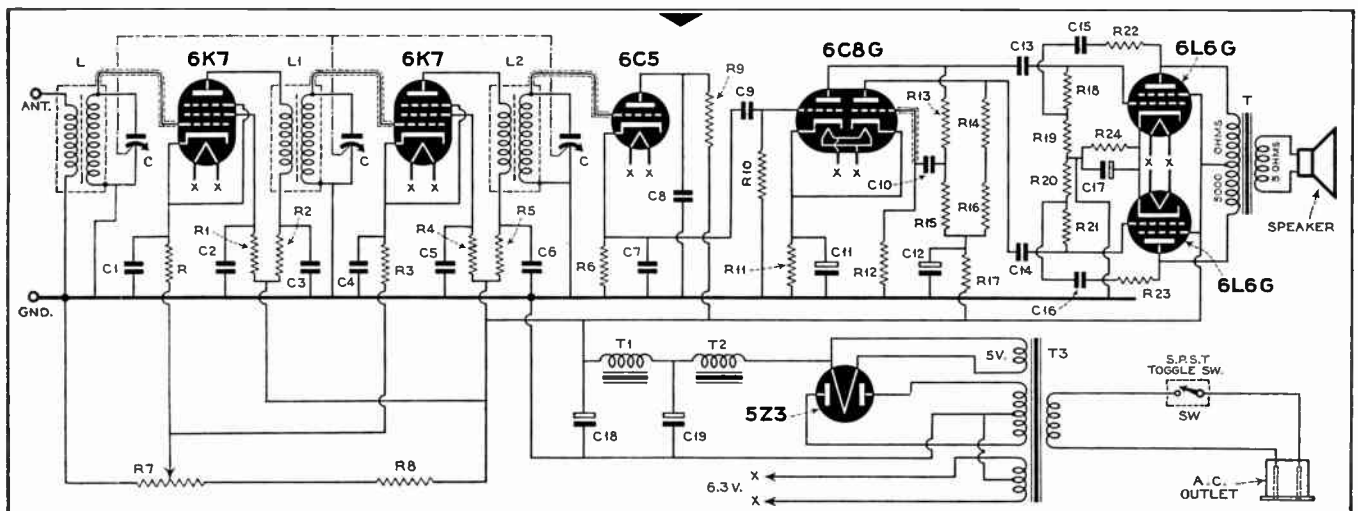 6K7
6K7
6C5
6C8G
6L6G
L
L1
L2
R9
C9
C13
C15
R22
ANT.
C
C
C
C8
R10
C10
R13
R14
R18
R19
R24
R20
C17
R21
X X
X X
X X
X X
X X
5000 OHMS
T
5 OHMS
SPEAKER
C1
R
C2
R1
R2
C3
C4
R3
C5
R4
R5
C6
R6
C7
R11
C11
R12
C12
R15
R16
R17
C14
C16
R23
6L6G
GND.
T1
T2
5V.
T3
S.P.S.T
TOGGLE SW.
SW
5Z3
C18
C19
R7
R8
6.3 V.
X
X
A.C.
OUTLET